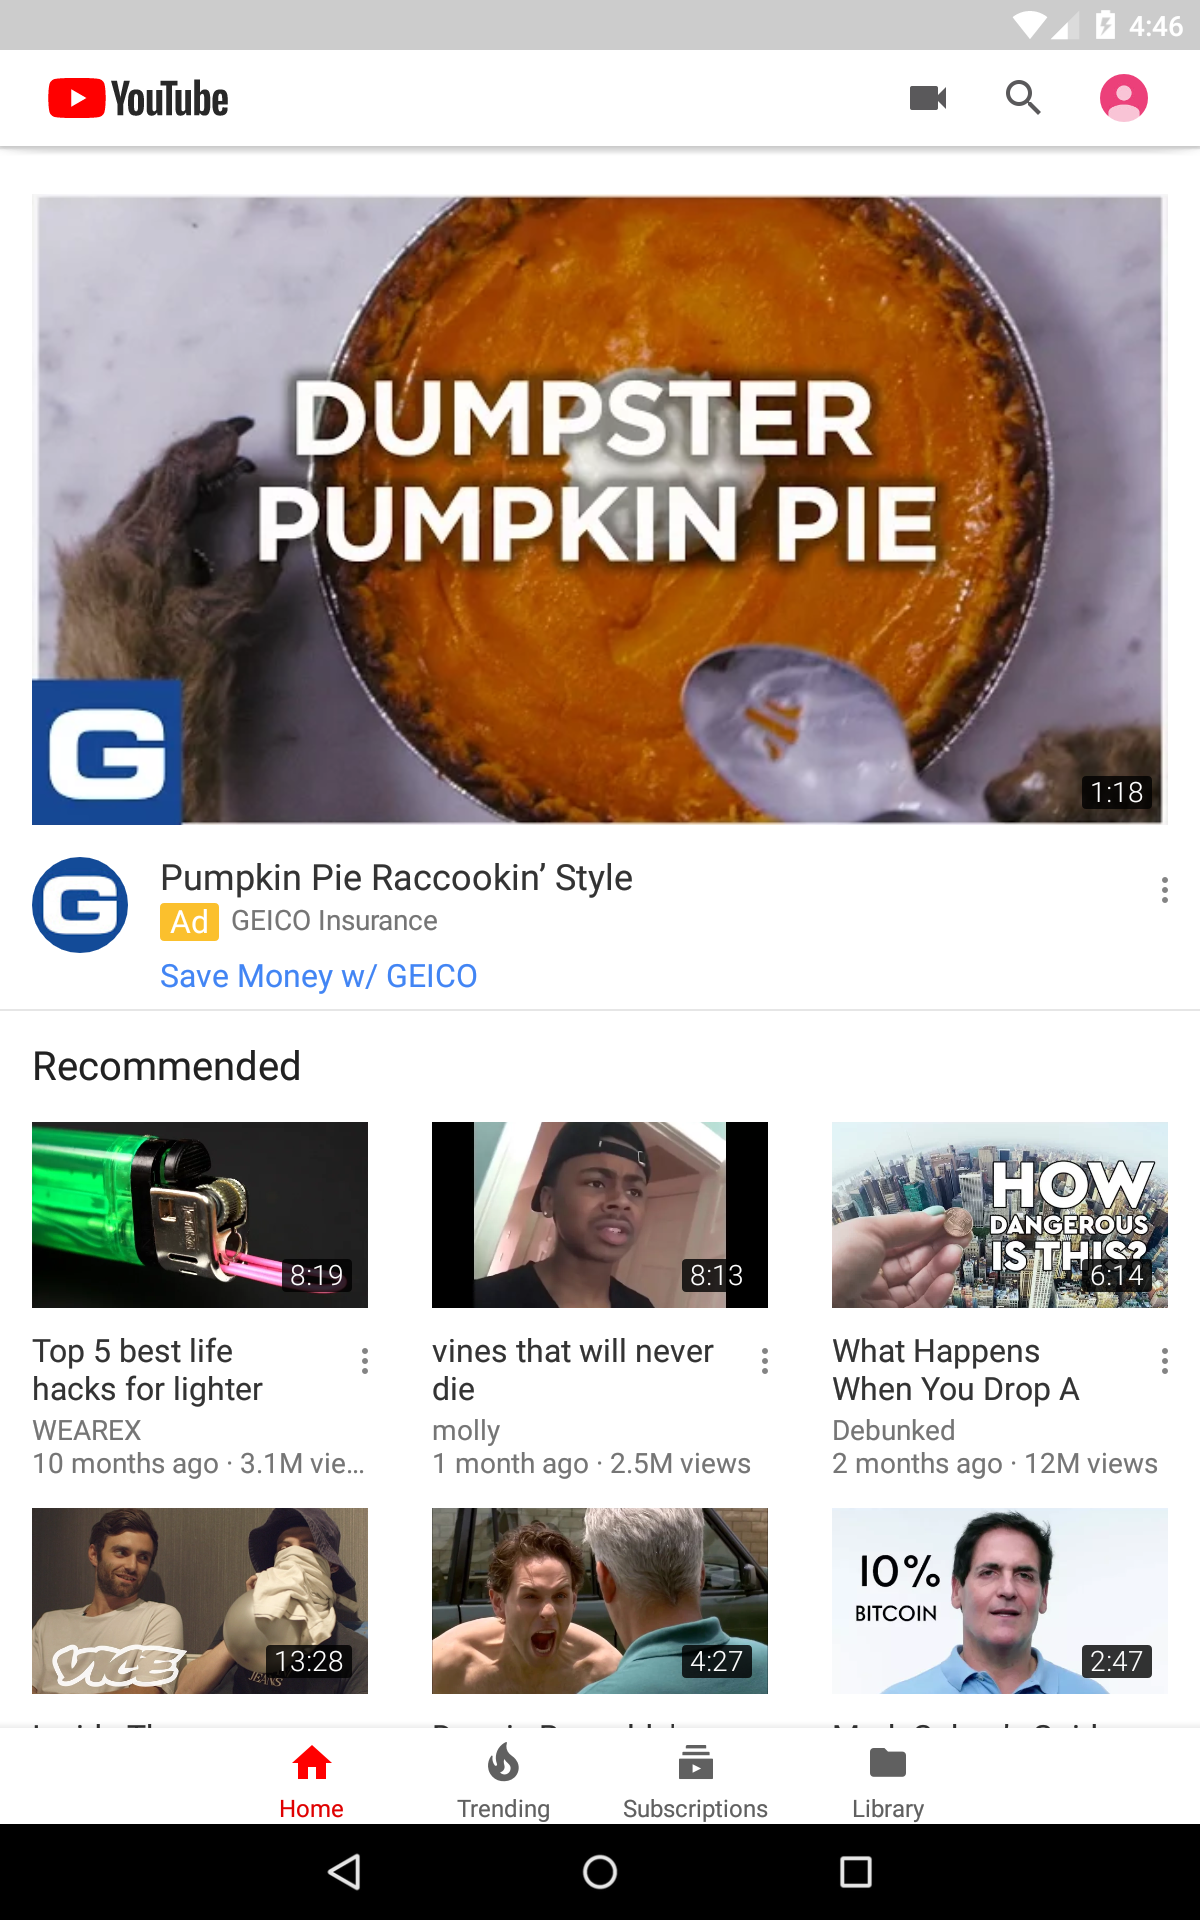 4:46
YouTube
DUMPSTER
PUMPKIN PIE
G
1:18
G
Pumpkin Pie Raccookin’ Style
Ad GEICO Insurance
Save Money w/ GEICO
Recommended
8:19
8:13
HOW
DANGEROUS
IS THIS?
6:14
Top 5 best life
hacks for lighter
WEAREX
10 months ago · 3.1M vie...
vines that will never
die
molly
1 month ago · 2.5M views
What Happens
When You Drop A
Debunked
2 months ago · 12M views
VICE
JEANS
13:28
4:27
10%
BITCOIN
2:47
Home
Trending
Subscriptions
Library